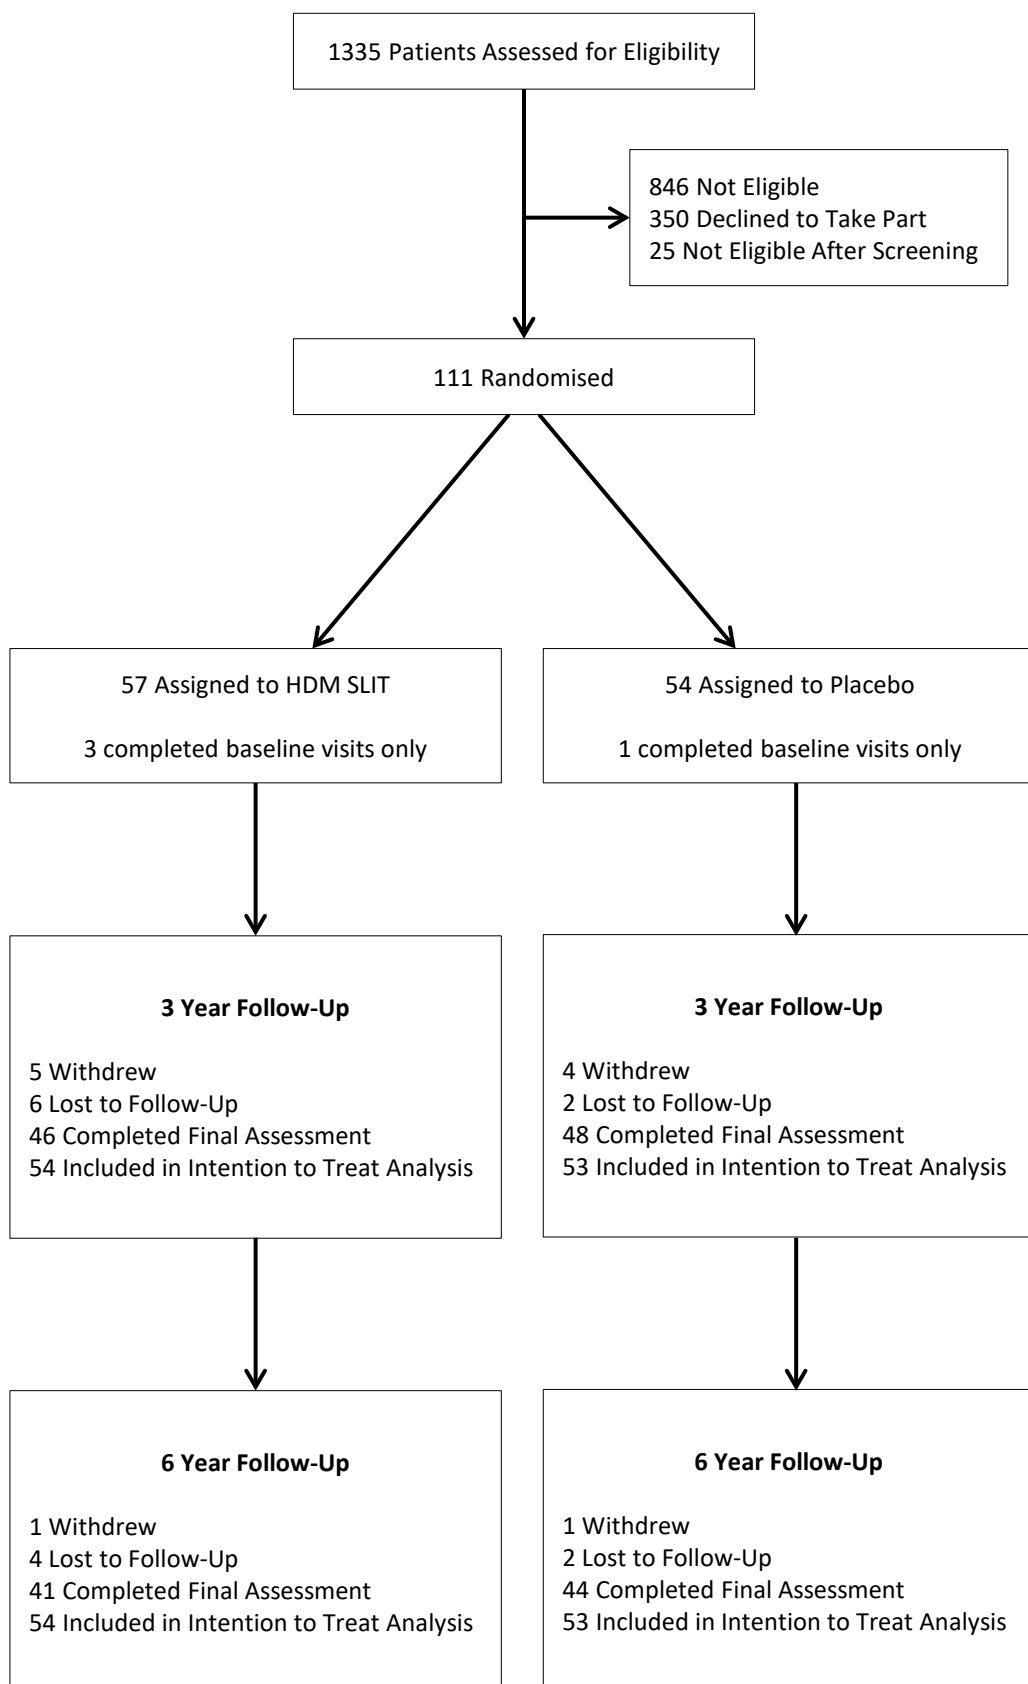 1335 Patients Assessed for Eligibility
846 Not Eligible
350 Declined to Take Part
25 Not Eligible After Screening
111 Randomised
57 Assigned to HDM SLIT
3 completed baseline visits only
54 Assigned to Placebo
1 completed baseline visits only
3 Year Follow-Up
5 Withdrew
6 Lost to Follow-Up
46 Completed Final Assessment
54 Included in Intention to Treat Analysis
3 Year Follow-Up
4 Withdrew
2 Lost to Follow-Up
48 Completed Final Assessment
53 Included in Intention to Treat Analysis
6 Year Follow-Up
1 Withdrew
4 Lost to Follow-Up
41 Completed Final Assessment
54 Included in Intention to Treat Analysis
6 Year Follow-Up
1 Withdrew
2 Lost to Follow-Up
44 Completed Final Assessment
53 Included in Intention to Treat Analysis